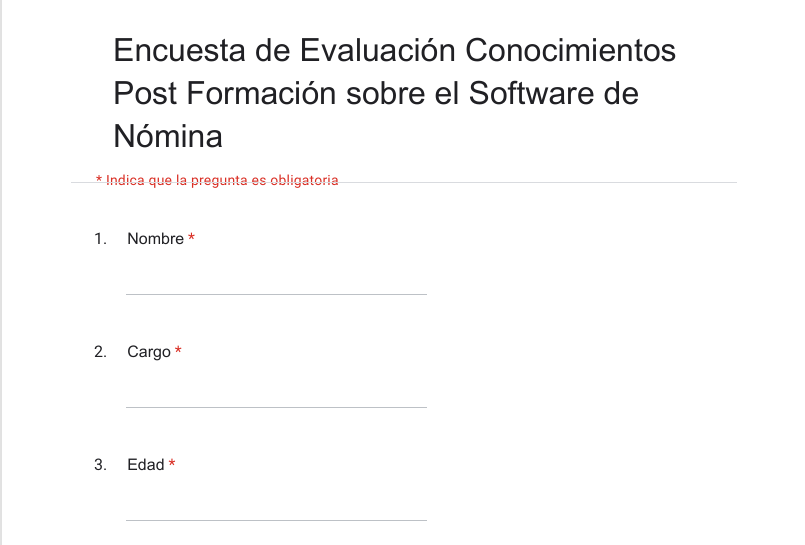 Encuesta de Evaluación Conocimientos
Post Formación sobre el Software de
Nómina
* Indica que la pregunta es obligatoria
1. Nombre *
2. Cargo *
3. Edad *